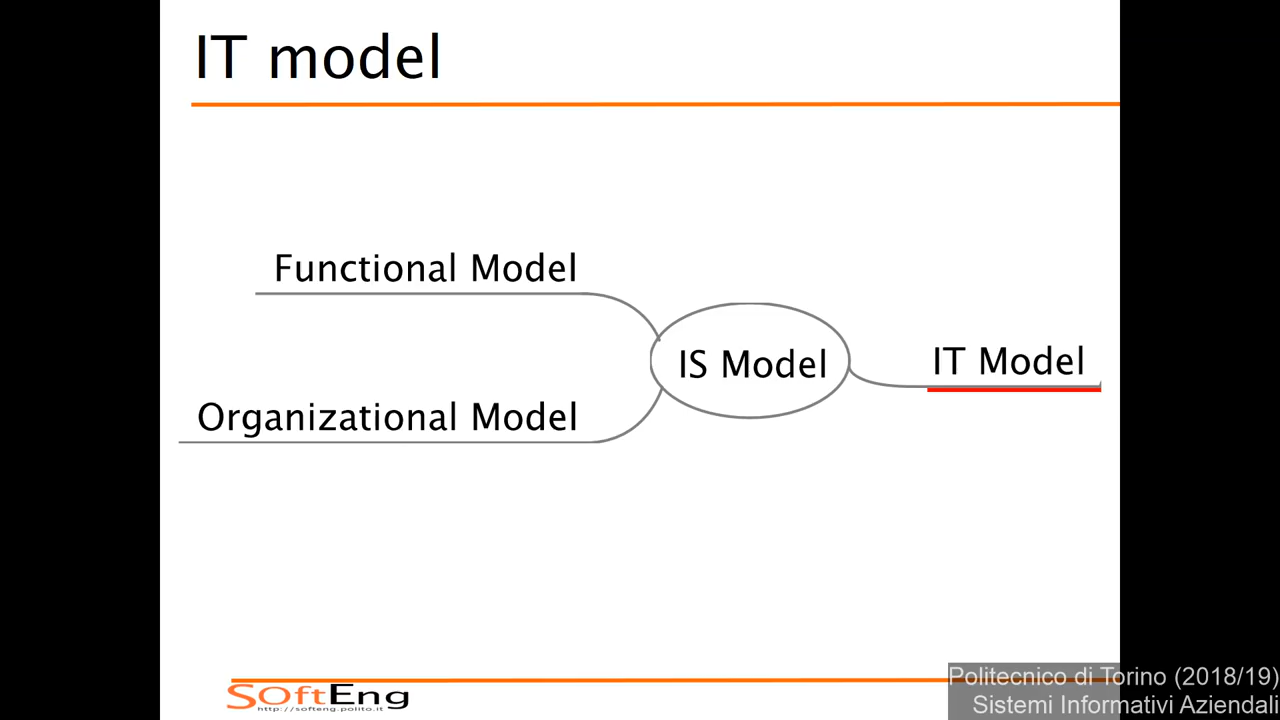 IT model
Functional Model
IS Model
IT Model
Organizational Model
SOftEng
http://softeng.polito.it
Politecnico di Torino (2018/19)
Sistemi Informativi Aziendali